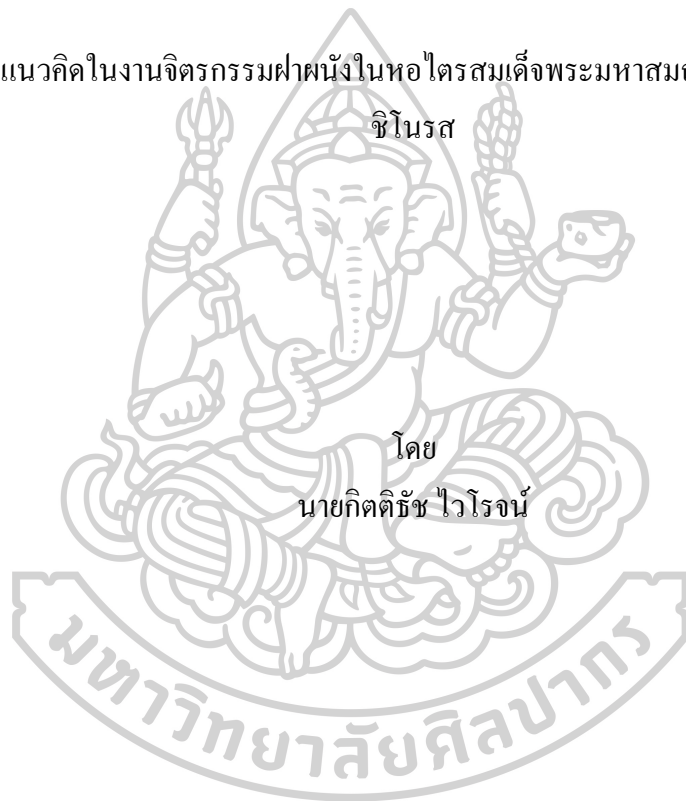 แนวคิดในงานจิตรกรรมฝาผนังในหอไตรสมเด็จพระมหาสม
ชิโนรส
โดย
นายกิตติธัช ไวโรจน์
มหาวิทยาลัยศิลปากร